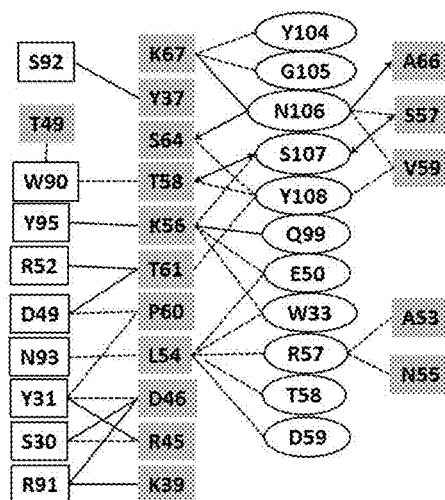 Y104
K67
A66
S92
G105
Y37
N106
S57
T49
S64
S107
V59
W90
T58
Y108
Y95
K56
Q99
R52
T61
E50
D49
P60
W33
A53
N93
L54
R57
N55
Y31
D46
T58
S30
R45
D59
R91
K39